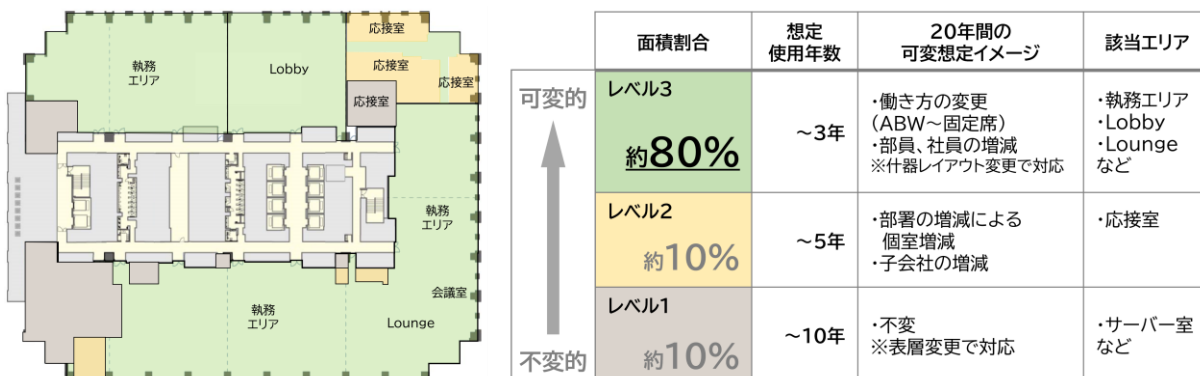 応接室
執務
エリア
Lobby
応接室
応接室
応接室
執務
エリア
会議室
執務
エリア
Lounge
可変的
不変的
面積割合
想定
使用年数
20年間の
可変想定イメージ
該当エリア
レベル3
約80%
～3年
・働き方の変更
(ABW～固定席)
・部員、社員の増減
※什器レイアウト変更で対応
・執務エリア
・Lobby
・Lounge
など
レベル2
約10%
～5年
・部署の増減による
個室増減
・子会社の増減
・応接室
レベル1
約10%
～10年
・不変
※表層変更で対応
・サーバー室
など